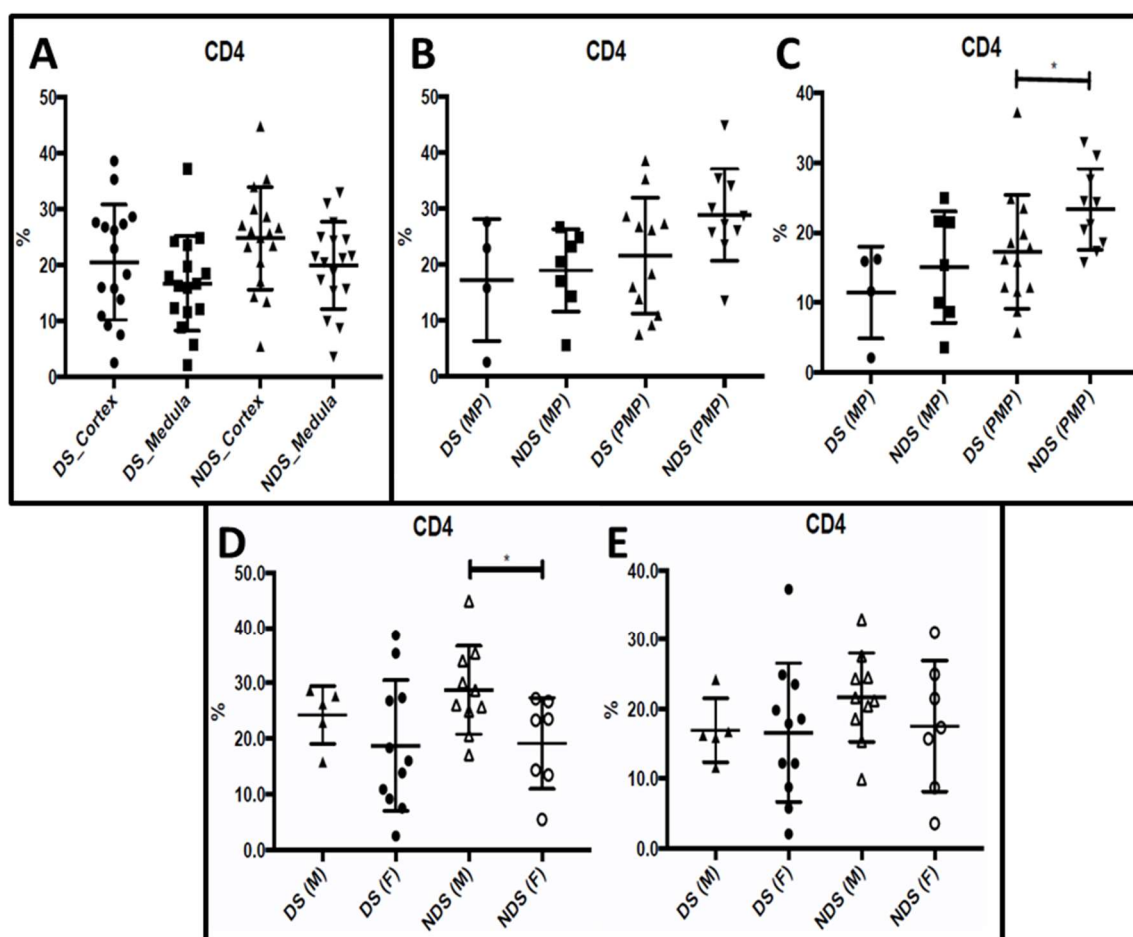 A
CD4
50
40
30
20
10
0
%
DS_Cortex
DS_Medula
NDS_Cortex
NDS_Medula
B
CD4
50
40
30
20
10
0
%
DS (MP)
NDS (MP)
DS (PMP)
NDS (PMP)
C
CD4
*
40
30
20
10
0
%
DS (MP)
NDS (MP)
DS (PMP)
NDS (PMP)
D
CD4
*
50.0
40.0
30.0
20.0
10.0
0.0
%
DS (M)
DS (F)
NDS (M)
NDS (F)
E
CD4
40.0
30.0
20.0
10.0
0.0
%
DS (M)
DS (F)
NDS (M)
NDS (F)